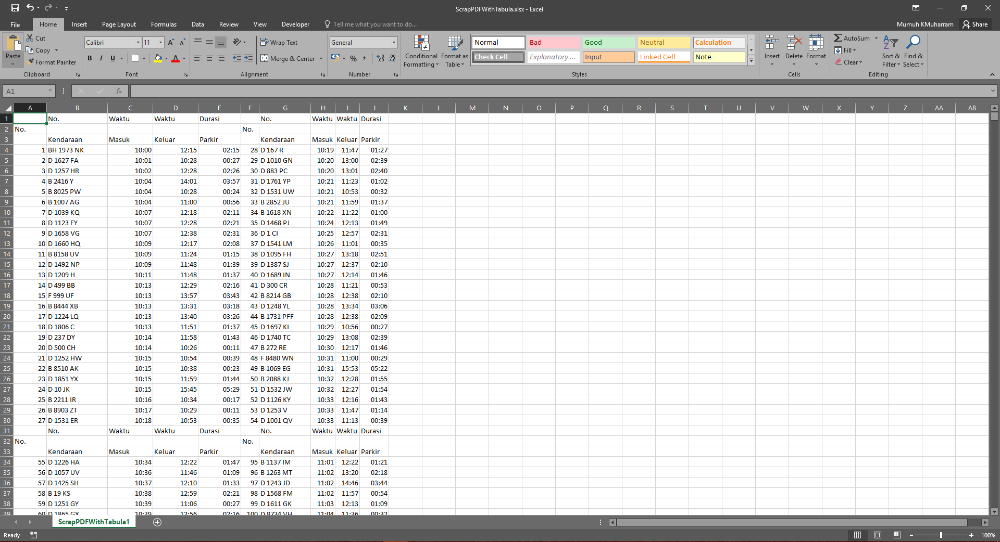 ScrapPDFWithTabula.xlsx - Excel
File Home Insert Page Layout Formulas Data Review View Developer Tell me what you want to do... Mumuh KMuharram Share
Paste Cut Copy Format Painter Clipboard
Calibri 11 B I U A A A Font
Wrap Text Merge & Center Alignment
General % , Number
Conditional Formatting Format as Table
Normal Bad Good Neutral Calculation
Check Cell Explanatory ... Input Linked Cell Note
Styles
Insert Delete Format Cells
AutoSum Fill Clear Sort & Filter Find & Select Editing
A1 fx
A B C D E F G H I J K L M N O P Q R S T U V W X Y Z AA AB
1 No. Waktu Waktu Durasi No. Waktu Waktu Durasi
2 No. No.
3 Kendaraan Masuk Keluar Parkir Kendaraan Masuk Keluar Parkir
4 1 BH 1973 NK 10:00 12:15 02:15 28 D 167 R 10:19 11:47 01:27
5 2 D 1627 FA 10:01 10:28 00:27 29 D 1010 GN 10:20 13:00 02:39
6 3 D 1257 HR 10:02 12:28 02:26 30 D 883 PC 10:20 13:01 02:40
7 4 B 2416 Y 10:04 14:01 03:57 31 D 1761 YP 10:21 11:23 01:02
8 5 B 8025 PW 10:04 10:28 00:24 32 D 1531 UW 10:21 10:53 00:32
9 6 B 1007 AG 10:04 11:00 00:56 33 B 2852 JU 10:21 11:59 01:37
10 7 D 1039 KQ 10:07 12:18 02:11 34 B 1618 XN 10:22 11:22 01:00
11 8 D 1123 FY 10:07 12:28 02:21 35 D 1468 PJ 10:24 12:13 01:49
12 9 D 1658 VG 10:07 12:38 02:31 36 D 1 CI 10:25 12:57 02:31
13 10 D 1660 HQ 10:09 12:17 02:08 37 D 1541 LM 10:26 11:01 00:35
14 11 B 8158 UV 10:09 11:24 01:15 38 D 1095 FH 10:27 13:18 02:51
15 12 D 1492 NP 10:09 11:48 01:39 39 D 1387 SJ 10:27 12:37 02:10
16 13 D 1209 H 10:11 11:48 01:37 40 D 1689 IN 10:27 12:14 01:46
17 14 D 499 BB 10:13 12:29 02:16 41 D 300 CR 10:28 11:21 00:53
18 15 F 999 UF 10:13 13:57 03:43 42 B 8214 GB 10:28 12:38 02:10
19 16 B 8444 XB 10:13 13:31 03:18 43 D 1248 YL 10:28 13:34 03:06
20 17 D 1224 LQ 10:13 13:40 03:26 44 B 1731 PFF 10:28 12:38 02:09
21 18 D 1806 C 10:13 11:51 01:37 45 D 1697 KI 10:29 10:56 00:27
22 19 D 237 DY 10:14 11:58 01:43 46 D 1740 TC 10:29 13:08 02:39
23 20 D 500 CH 10:14 10:26 00:11 47 B 272 RE 10:30 12:17 01:46
24 21 D 1252 HW 10:15 10:54 00:39 48 F 8480 WN 10:31 11:00 00:29
25 22 B 8510 AK 10:15 10:38 00:23 49 B 1069 EG 10:31 15:53 05:22
26 23 D 1851 YX 10:15 11:59 01:44 50 B 2088 KJ 10:32 12:28 01:55
27 24 D 10 JK 10:15 15:45 05:29 51 D 1532 JW 10:32 12:27 01:54
28 25 B 2211 IR 10:16 10:34 00:17 52 D 1126 KY 10:33 12:16 01:43
29 26 B 8903 ZT 10:17 10:29 00:11 53 D 1253 V 10:33 11:47 01:14
30 27 D 1531 ER 10:18 10:53 00:35 54 D 1001 QV 10:33 11:13 00:39
31 No. Waktu Waktu Durasi No. Waktu Waktu Durasi
32 No. No.
33 Kendaraan Masuk Keluar Parkir Kendaraan Masuk Keluar Parkir
34 55 D 1226 HA 10:34 12:22 01:47 95 B 1137 IM 11:01 12:22 01:21
35 56 D 1057 UV 10:36 11:46 01:09 96 B 1263 MT 11:02 13:20 02:18
36 57 D 1425 SH 10:37 12:10 01:33 97 D 1243 JD 11:02 14:46 03:44
37 58 B 19 KS 10:38 12:59 02:21 98 D 1568 FM 11:02 11:57 00:54
38 59 D 1251 GY 10:39 11:06 00:27 99 D 1611 GK 11:03 12:13 01:09
39 60 D 1865 GX 10:39 12:56 02:16 100 D 8734 VH 11:04 11:36 00:32
ScrapPDFWithTabula1
Ready 100%